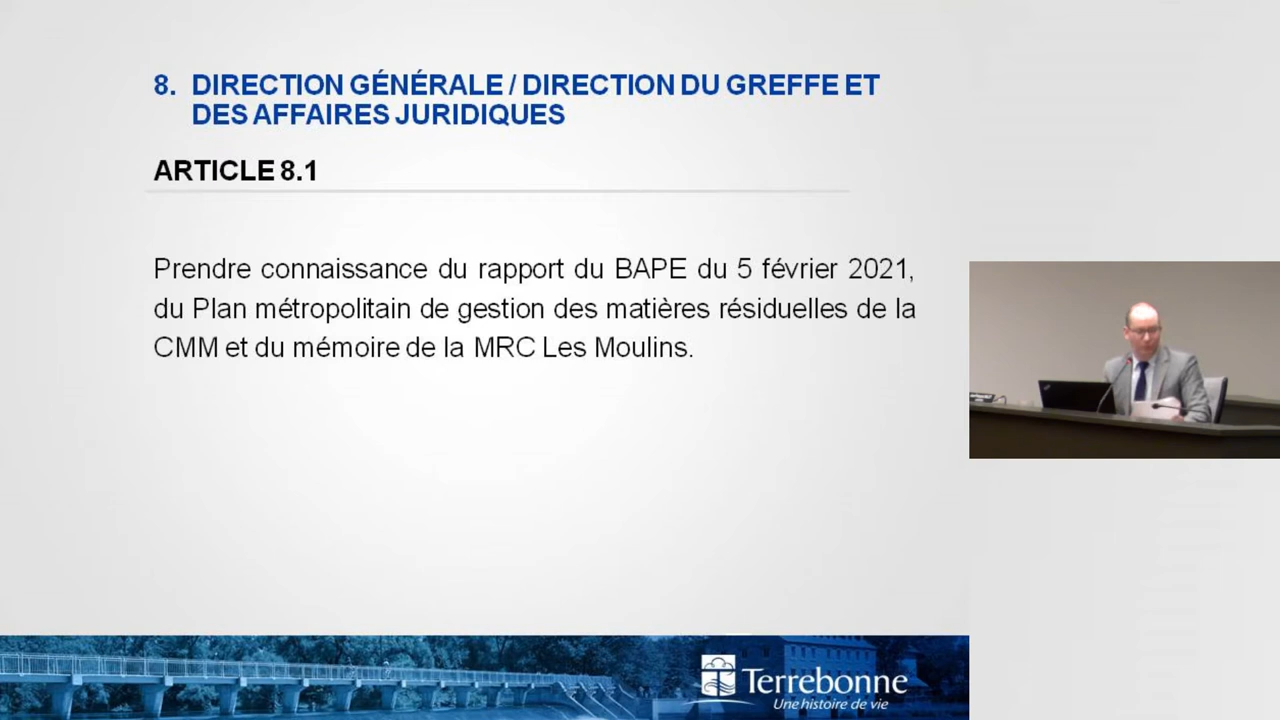 8. DIRECTION GÉNÉRALE / DIRECTION DU GREFFE ET
DES AFFAIRES JURIDIQUES
ARTICLE 8.1
Prendre connaissance du rapport du BAPE du 5 février 2021,
du Plan métropolitain de gestion des matières résiduelles de la
CMM et du mémoire de la MRC Les Moulins.
Terrebonne
Une histoire de vie